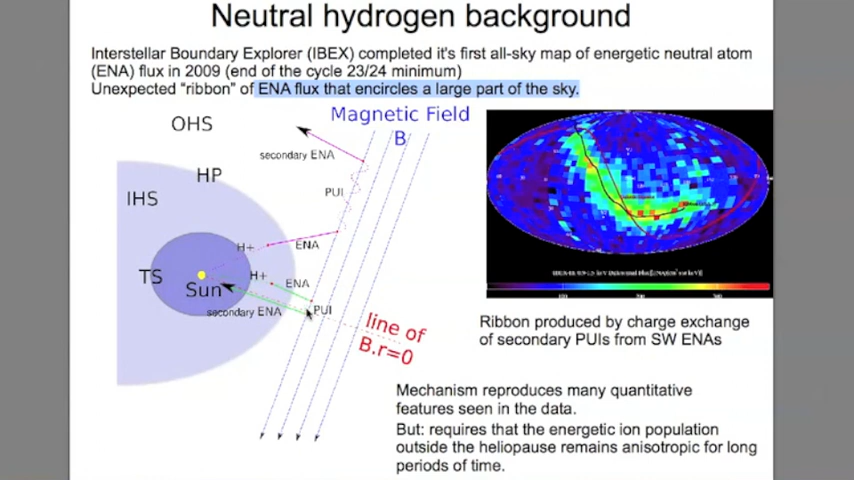 Neutral hydrogen background
Interstellar Boundary Explorer (IBEX) completed it's first all-sky map of energetic neutral atom
(ENA) flux in 2009 (end of the cycle 23/24 minimum)
Unexpected “ribbon” of ENA flux that encircles a large part of the sky.
Magnetic Field
B
OHS
secondary ENA
HP
PUI
IHS
H+
ENA
TS
H+
ENA
Sun
secondary ENA
PUI
line of
B.r=0
Ribbon produced by charge exchange
of secondary PUIs from SW ENAs
Mechanism reproduces many quantitative
features seen in the data.
But: requires that the energetic ion population
outside the heliopause remains anisotropic for long
periods of time.